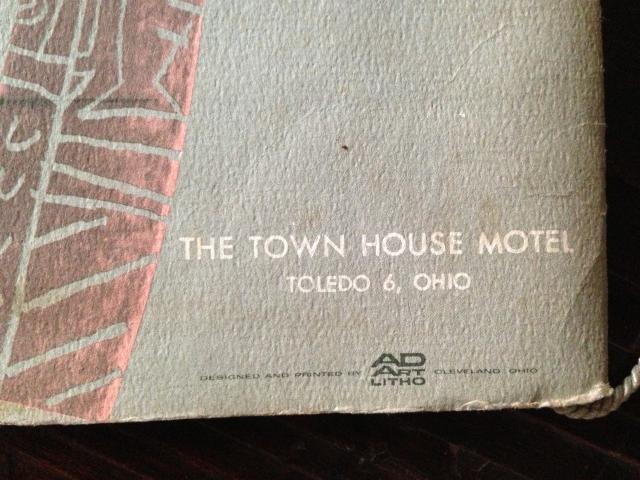 THE TOWN HOUSE MOTEL
TOLEDO 6, OHIO
DESIGNED AND PRINTED BY AD ART LITHO CLEVELAND, OHIO